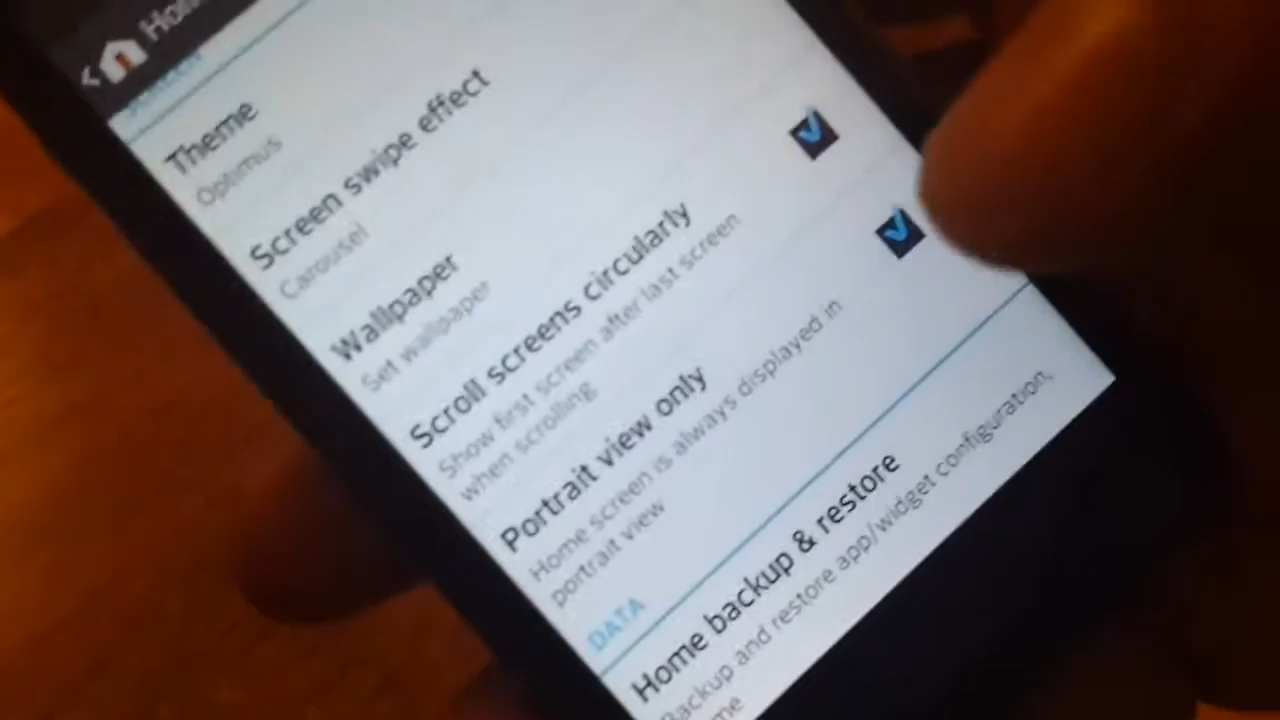 SCREEN
Theme
Optimus
Screen swipe effect
Carousel
Wallpaper
Set wallpaper
Scroll screens circularly
Show first screen after last screen
when scrolling
Portrait view only
Home screen is always displayed in
portrait view
DATA
Home backup & restore
Backup and restore app/widget configuration,